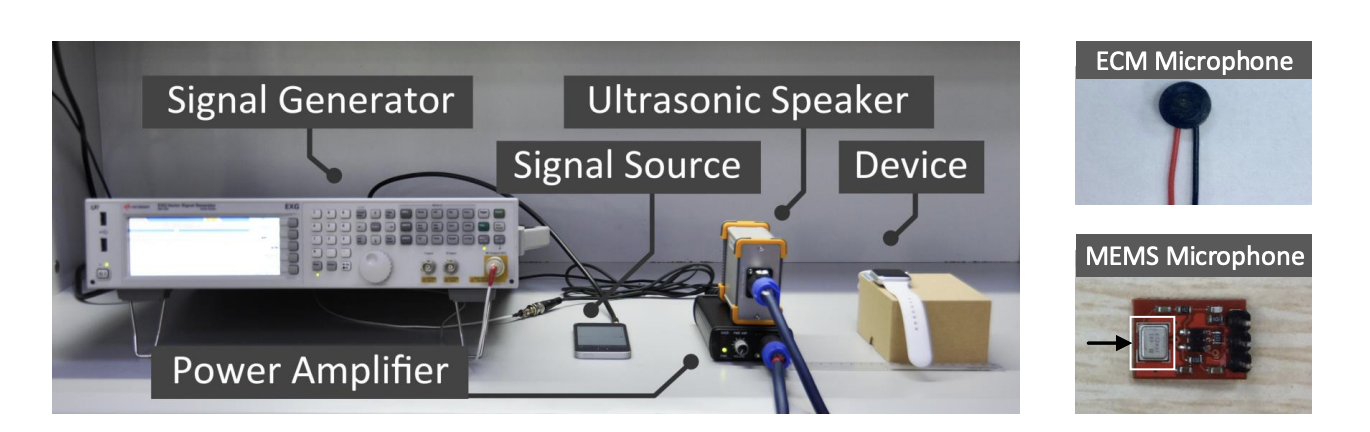 Signal Generator
Ultrasonic Speaker
Signal Source
Device
EXG
Power Amplifier
ECM Microphone
MEMS Microphone